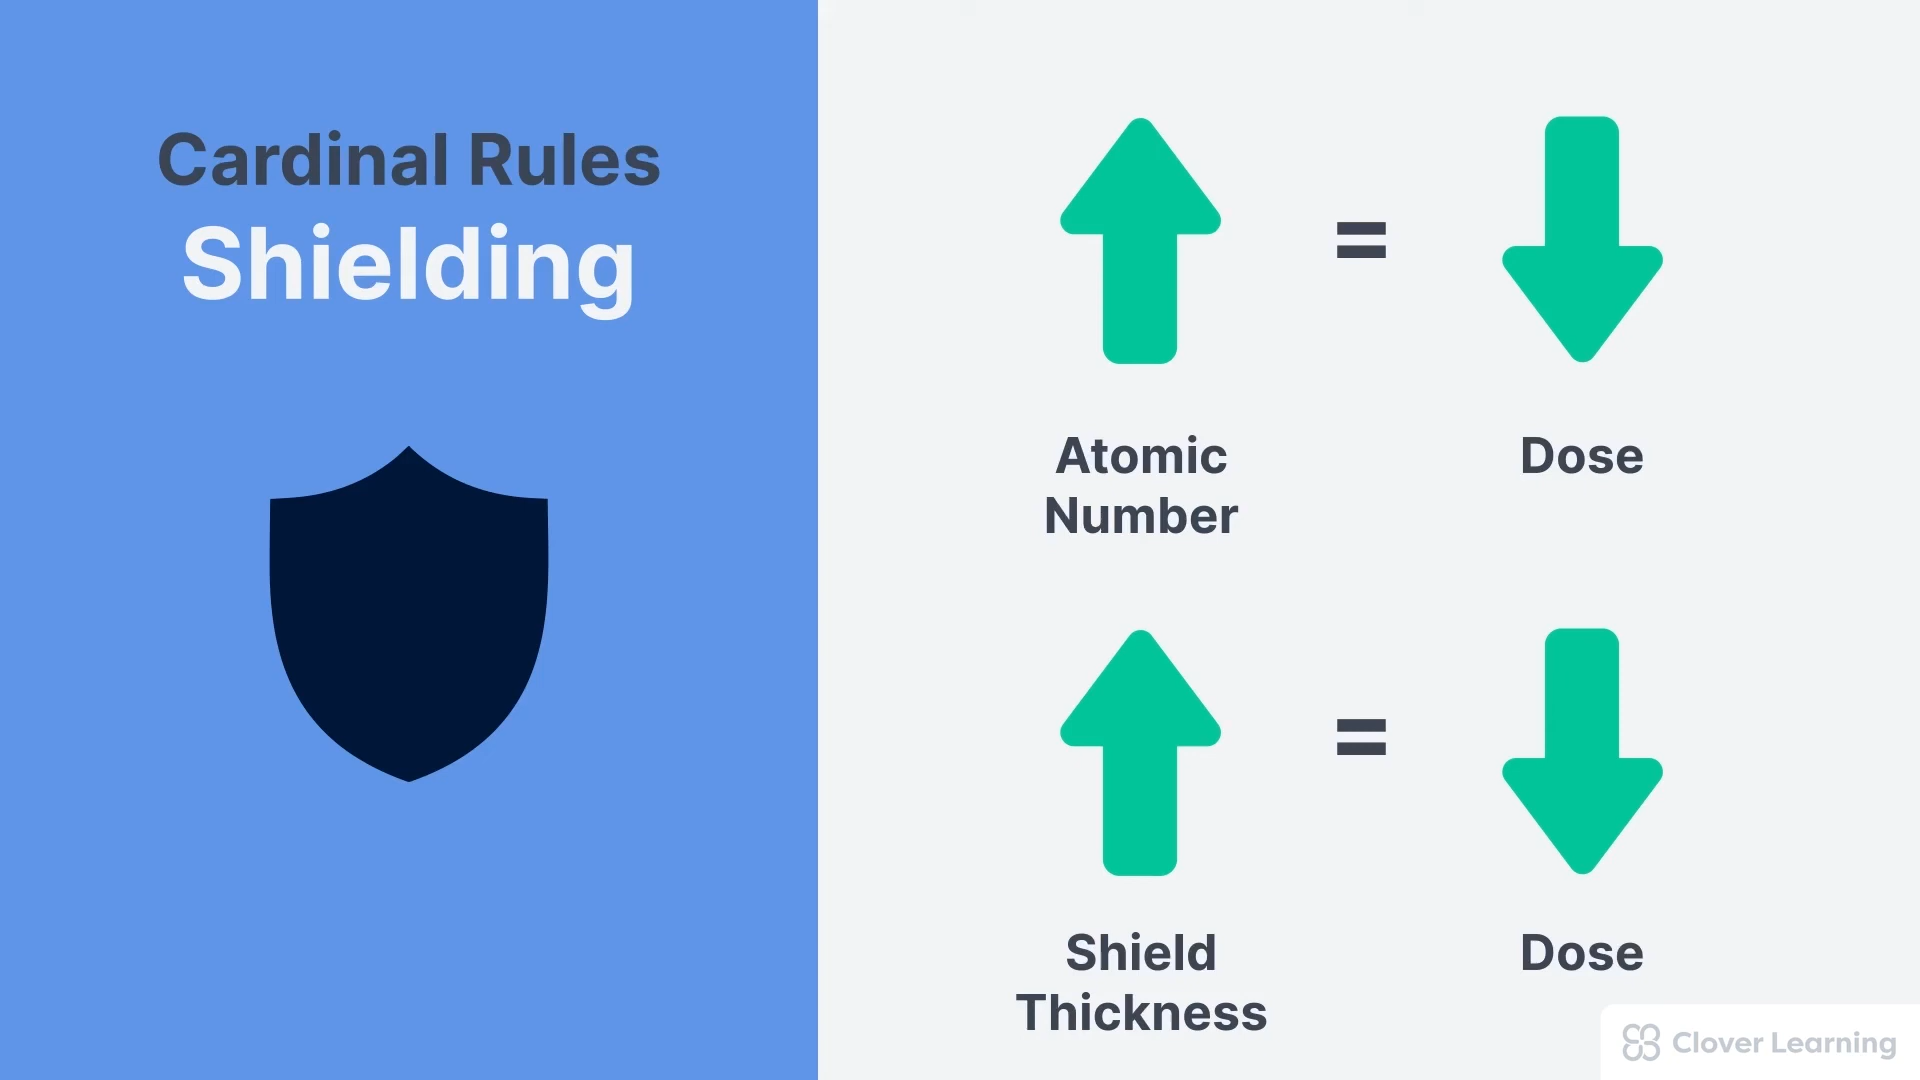 Cardinal Rules
Shielding
=
Atomic
Number
Dose
=
Shield
Thickness
Dose
Clover Learning